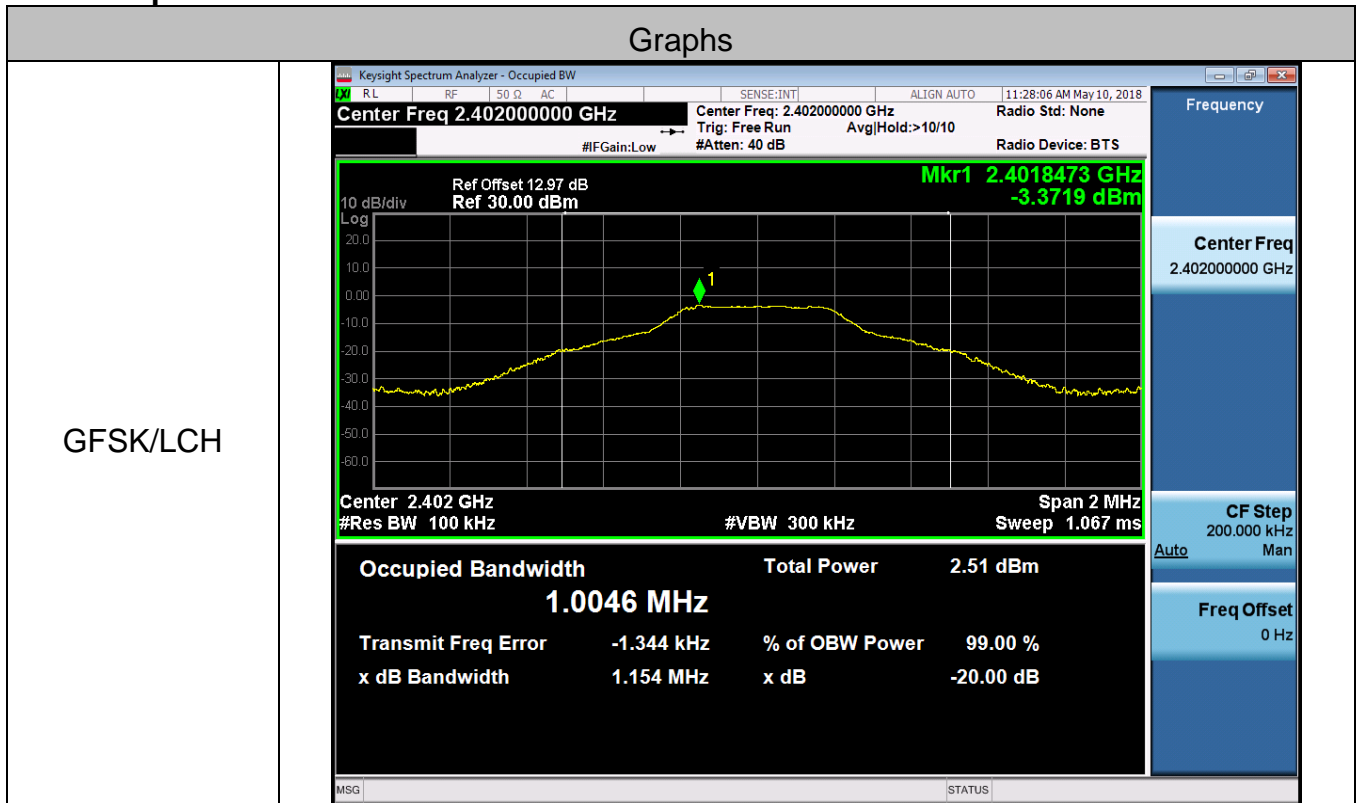 Graphs
GFSK/LCH
Keysight Spectrum Analyzer - Occupied BW
LXI RL RF 50 Ω AC SENSE:INT ALIGN AUTO 11:28:06 AM May 10, 2018
Center Freq 2.402000000 GHz Center Freq: 2.402000000 GHz Radio Std: None
Trig: Free Run Avg|Hold:>10/10
#IFGain:Low #Atten: 40 dB Radio Device: BTS
Mkr1 2.4018473 GHz
-3.3719 dBm
Ref Offset 12.97 dB
10 dB/div Ref 30.00 dBm
Log
20.0
10.0
1
0.00
-10.0
-20.0
-30.0
-40.0
-50.0
-60.0
Center 2.402 GHz Span 2 MHz
#Res BW 100 kHz #VBW 300 kHz Sweep 1.067 ms
Occupied Bandwidth Total Power 2.51 dBm
1.0046 MHz
Transmit Freq Error -1.344 kHz % of OBW Power 99.00 %
x dB Bandwidth 1.154 MHz x dB -20.00 dB
MSG STATUS
Frequency
Center Freq
2.402000000 GHz
CF Step
200.000 kHz
Auto Man
Freq Offset
0 Hz